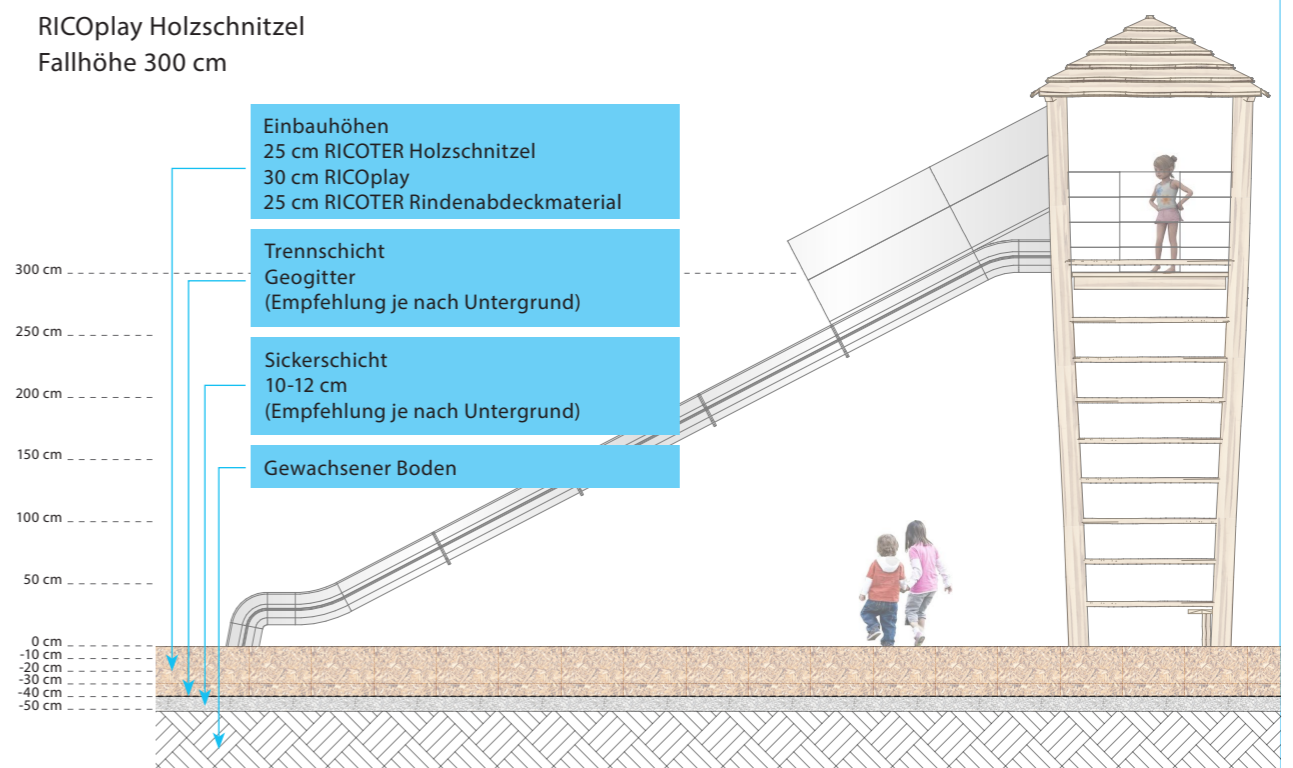 RICOplay Holzschnitzel
Fallhöhe 300 cm
Einbauhöhen
25 cm RICOTER Holzschnitzel
30 cm RICOplay
25 cm RICOTER Rindenabdeckmaterial
Trennschicht
Geogitter
(Empfehlung je nach Untergrund)
Sickerschicht
10-12 cm
(Empfehlung je nach Untergrund)
Gewachsener Boden
300 cm
250 cm
200 cm
150 cm
100 cm
50 cm
0 cm
-10 cm
-20 cm
-30 cm
-40 cm
-50 cm